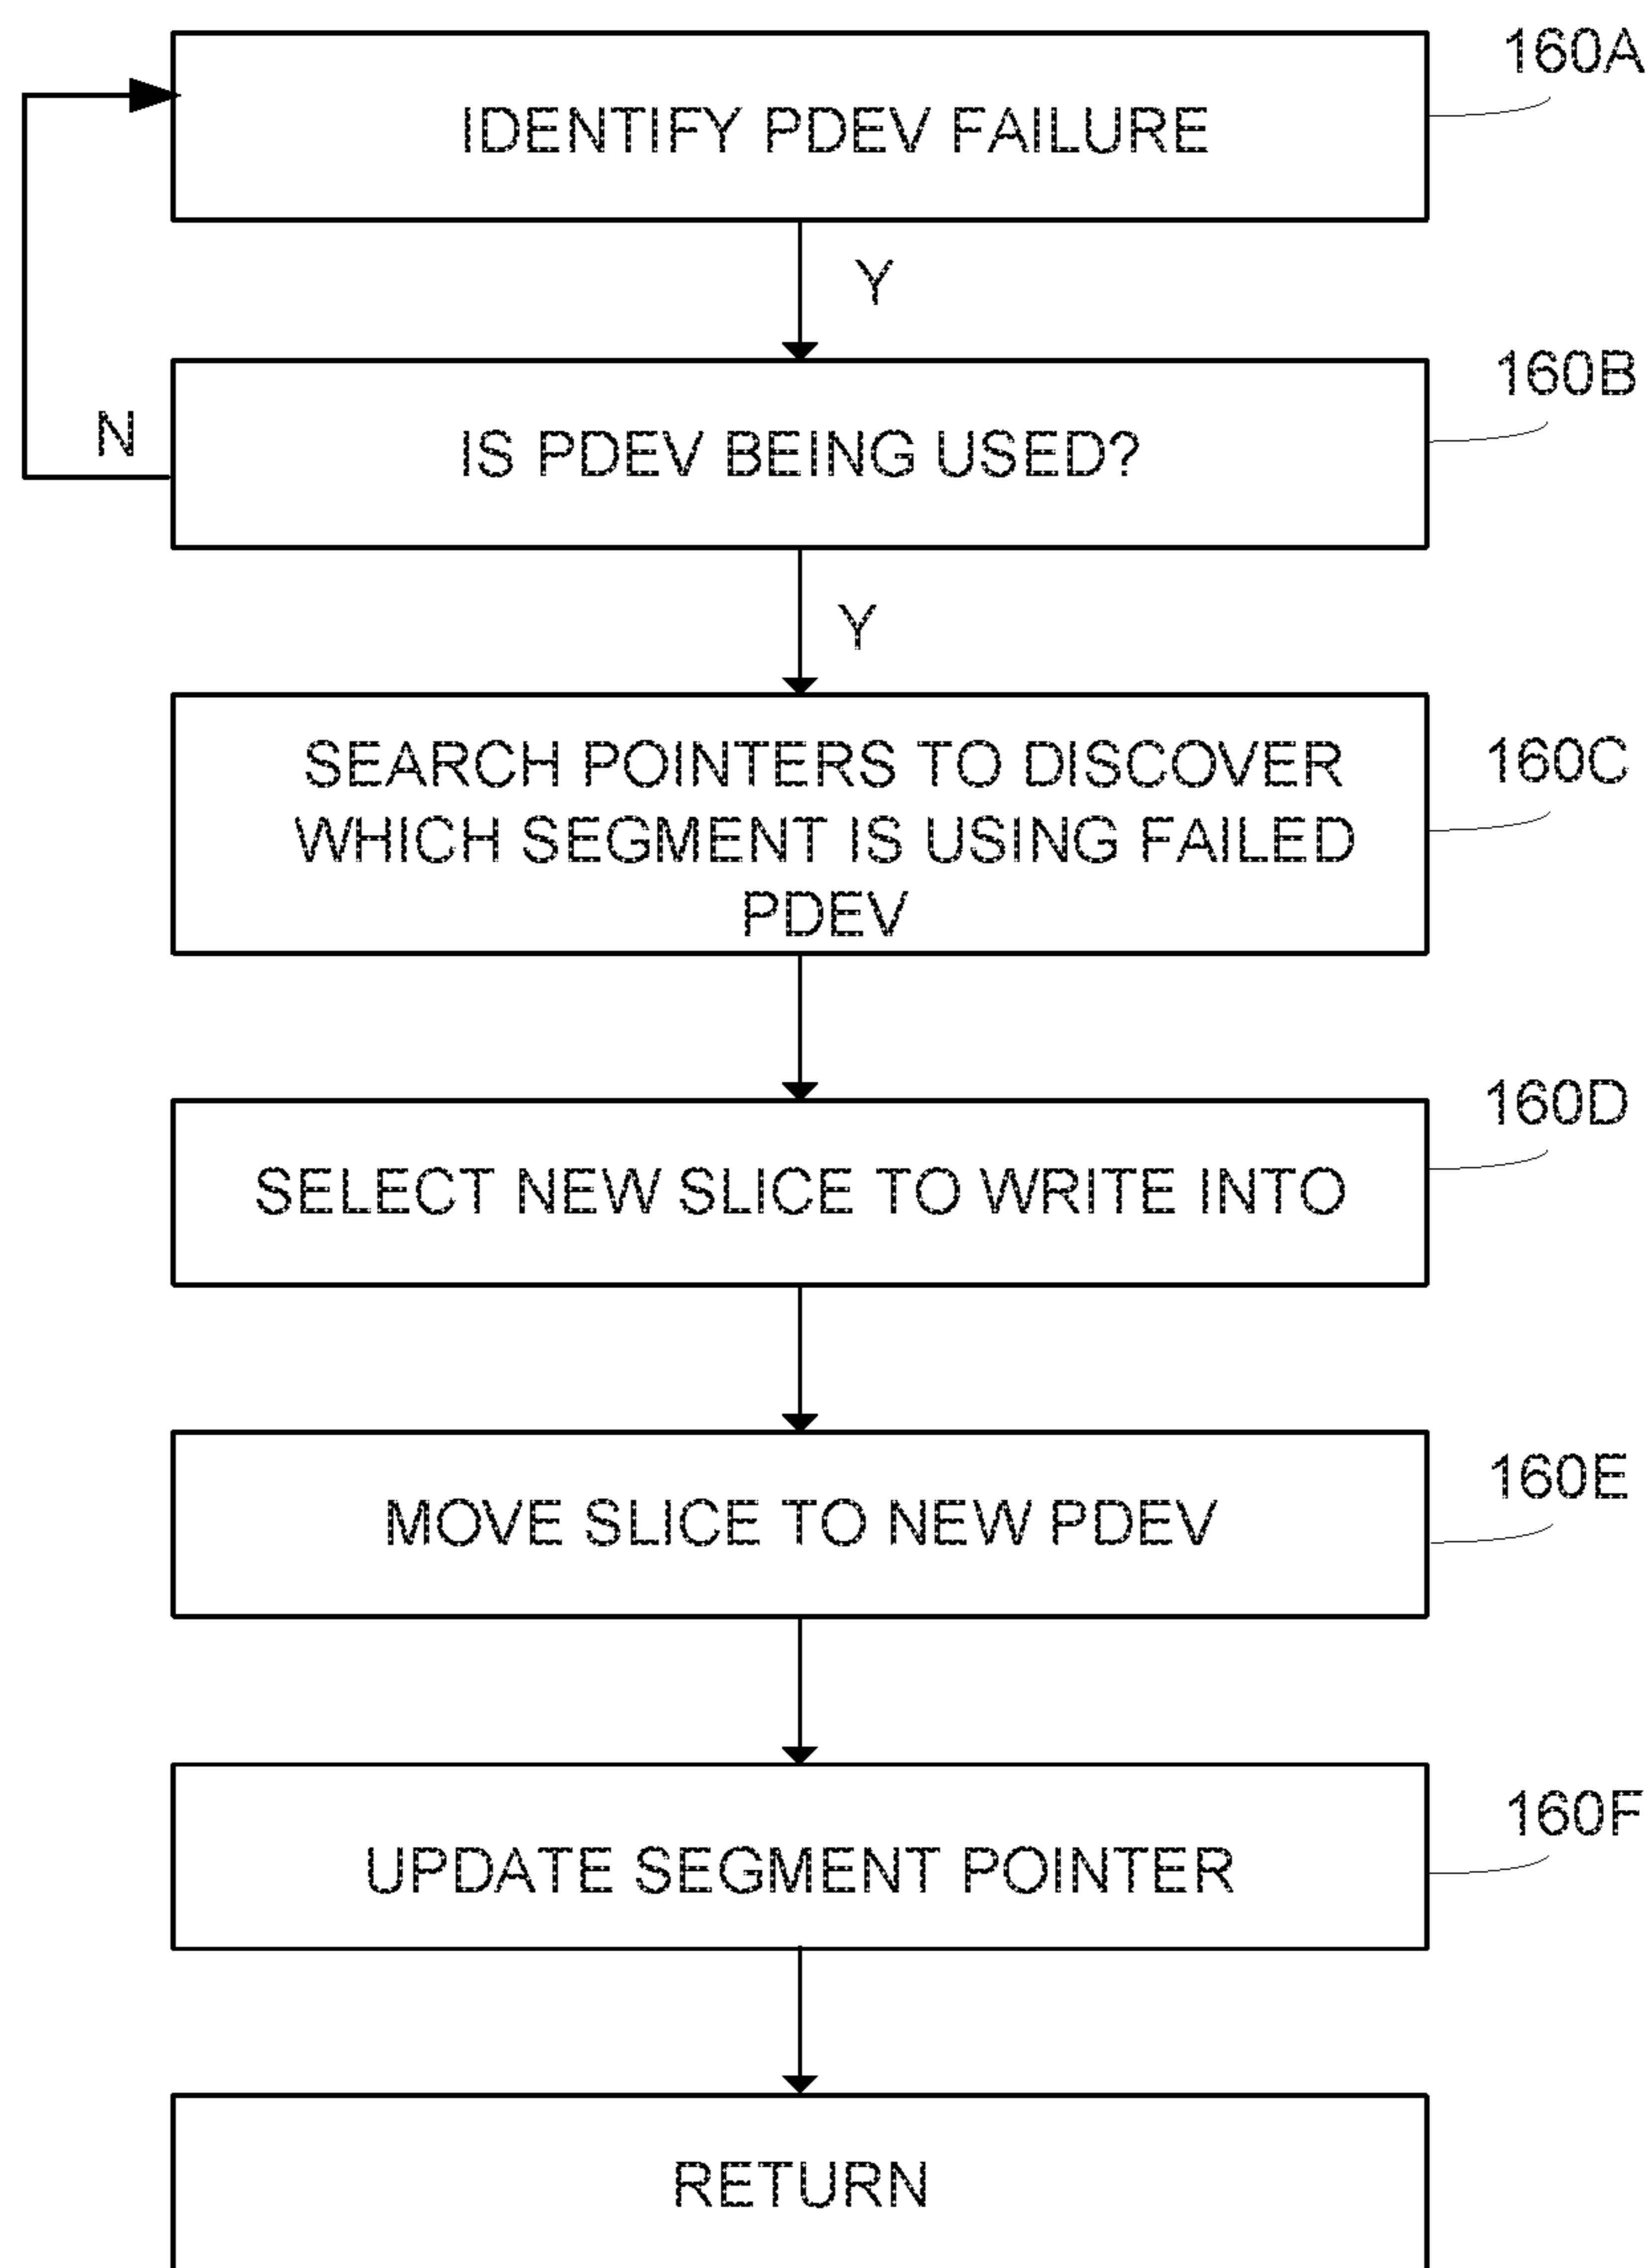 160A
IDENTIFY PDEV FAILURE
Y
160B
IS PDEV BEING USED?
N
Y
160C
SEARCH POINTERS TO DISCOVER
WHICH SEGMENT IS USING FAILED
PDEV
160D
SELECT NEW SLICE TO WRITE INTO
160E
MOVE SLICE TO NEW PDEV
160F
UPDATE SEGMENT POINTER
RETURN